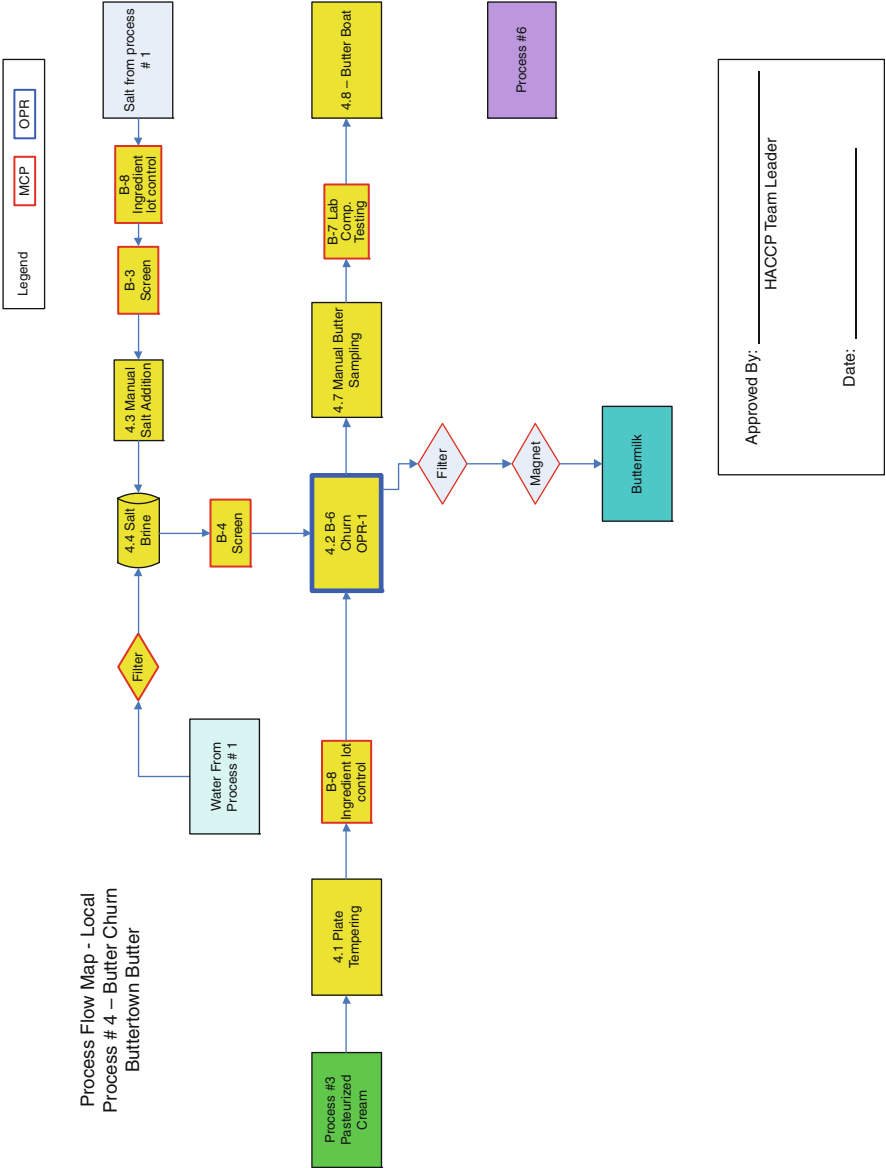 Process Flow Map - Local
Process # 4 – Butter Churn
Buttertown Butter
Legend
MCP
OPR
Water From
Process # 1
Filter
4.4 Salt
Brine
4.3 Manual
Salt Addition
B-3
Screen
B-8
Ingredient
lot control
Salt from process
# 1
B-4
Screen
Process #3
Pasteurized
Cream
4.1 Plate
Tempering
B-8
Ingredient lot
control
4.2 B-6
Churn
OPR-1
4.7 Manual Butter
Sampling
B-7 Lab
Comp.
Testing
4.8 – Butter Boat
Filter
Magnet
Buttermilk
Process #6
Approved By:
HACCP Team Leader
Date: